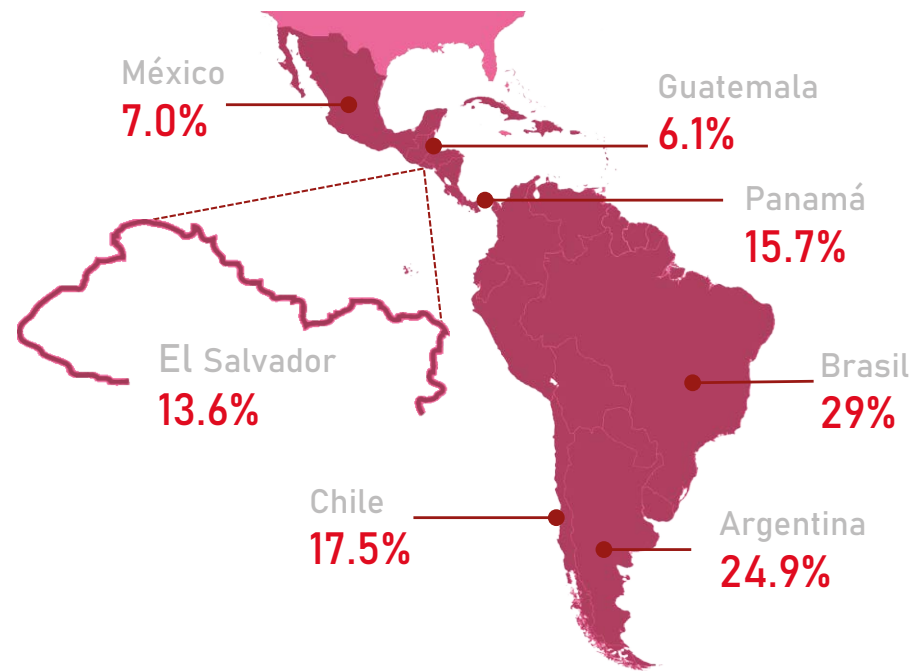 México
7.0%
Guatemala
6.1%
Panamá
15.7%
El Salvador
13.6%
Brasil
29%
Chile
17.5%
Argentina
24.9%